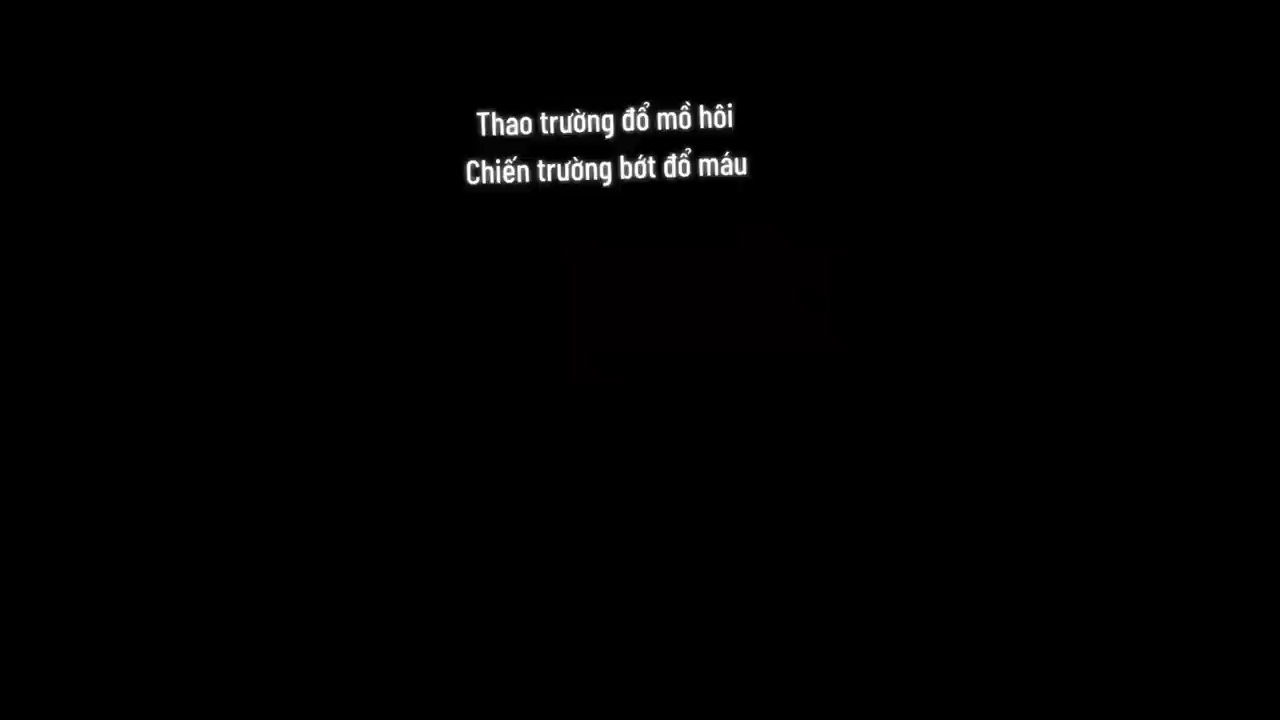 Thao trường đổ mồ hôi
Chiến trường bớt đổ máu